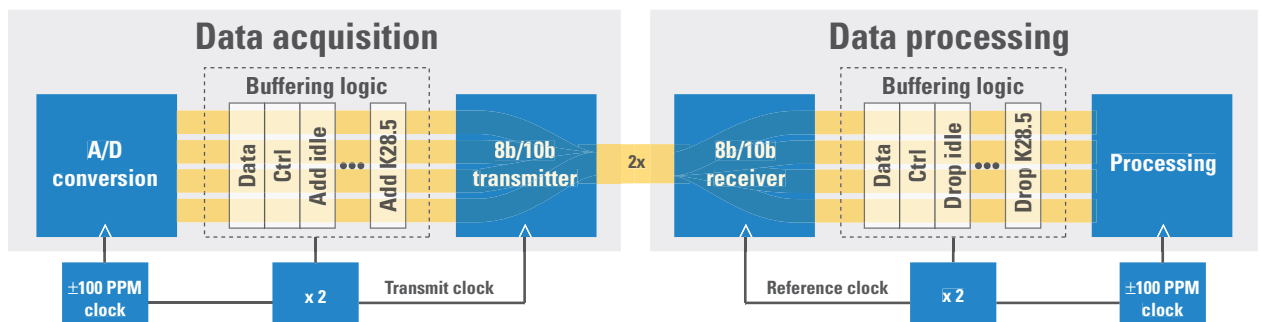 Data acquisition
Buffering logic
A/D
conversion
Data
Ctrl
Add idle
•••
Add K28.5
8b/10b
transmitter
±100 PPM
clock
x 2
Transmit clock
2x
Data processing
Buffering logic
8b/10b
receiver
Data
Ctrl
Drop idle
•••
Drop K28.5
Processing
Reference clock
x 2
±100 PPM
clock